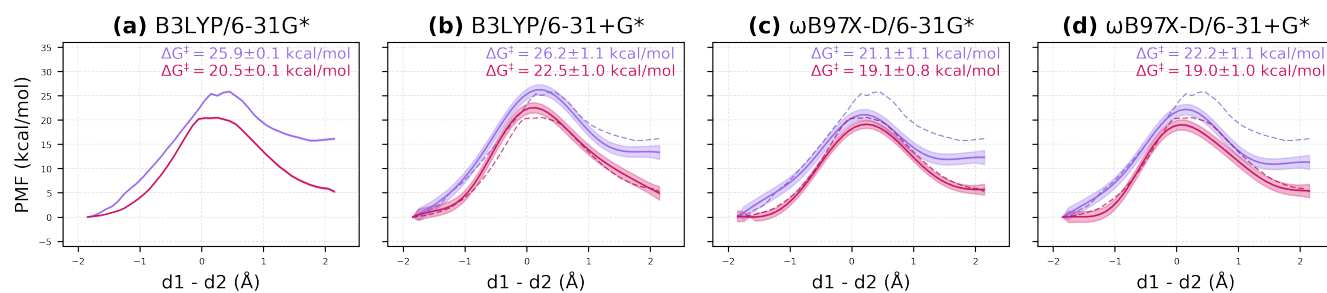 (a) B3LYP/6-31G*
ΔG‡ = 25.9±0.1 kcal/mol
ΔG‡ = 20.5±0.1 kcal/mol
PMF (kcal/mol)
35
30
25
20
15
10
5
0
−5
−2
−1
0
1
2
d1 - d2 (Å)
(b) B3LYP/6-31+G*
ΔG‡ = 26.2±1.1 kcal/mol
ΔG‡ = 22.5±1.0 kcal/mol
−2
−1
0
1
2
d1 - d2 (Å)
(c) ωB97X-D/6-31G*
ΔG‡ = 21.1±1.1 kcal/mol
ΔG‡ = 19.1±0.8 kcal/mol
−2
−1
0
1
2
d1 - d2 (Å)
(d) ωB97X-D/6-31+G*
ΔG‡ = 22.2±1.1 kcal/mol
ΔG‡ = 19.0±1.0 kcal/mol
−2
−1
0
1
2
d1 - d2 (Å)